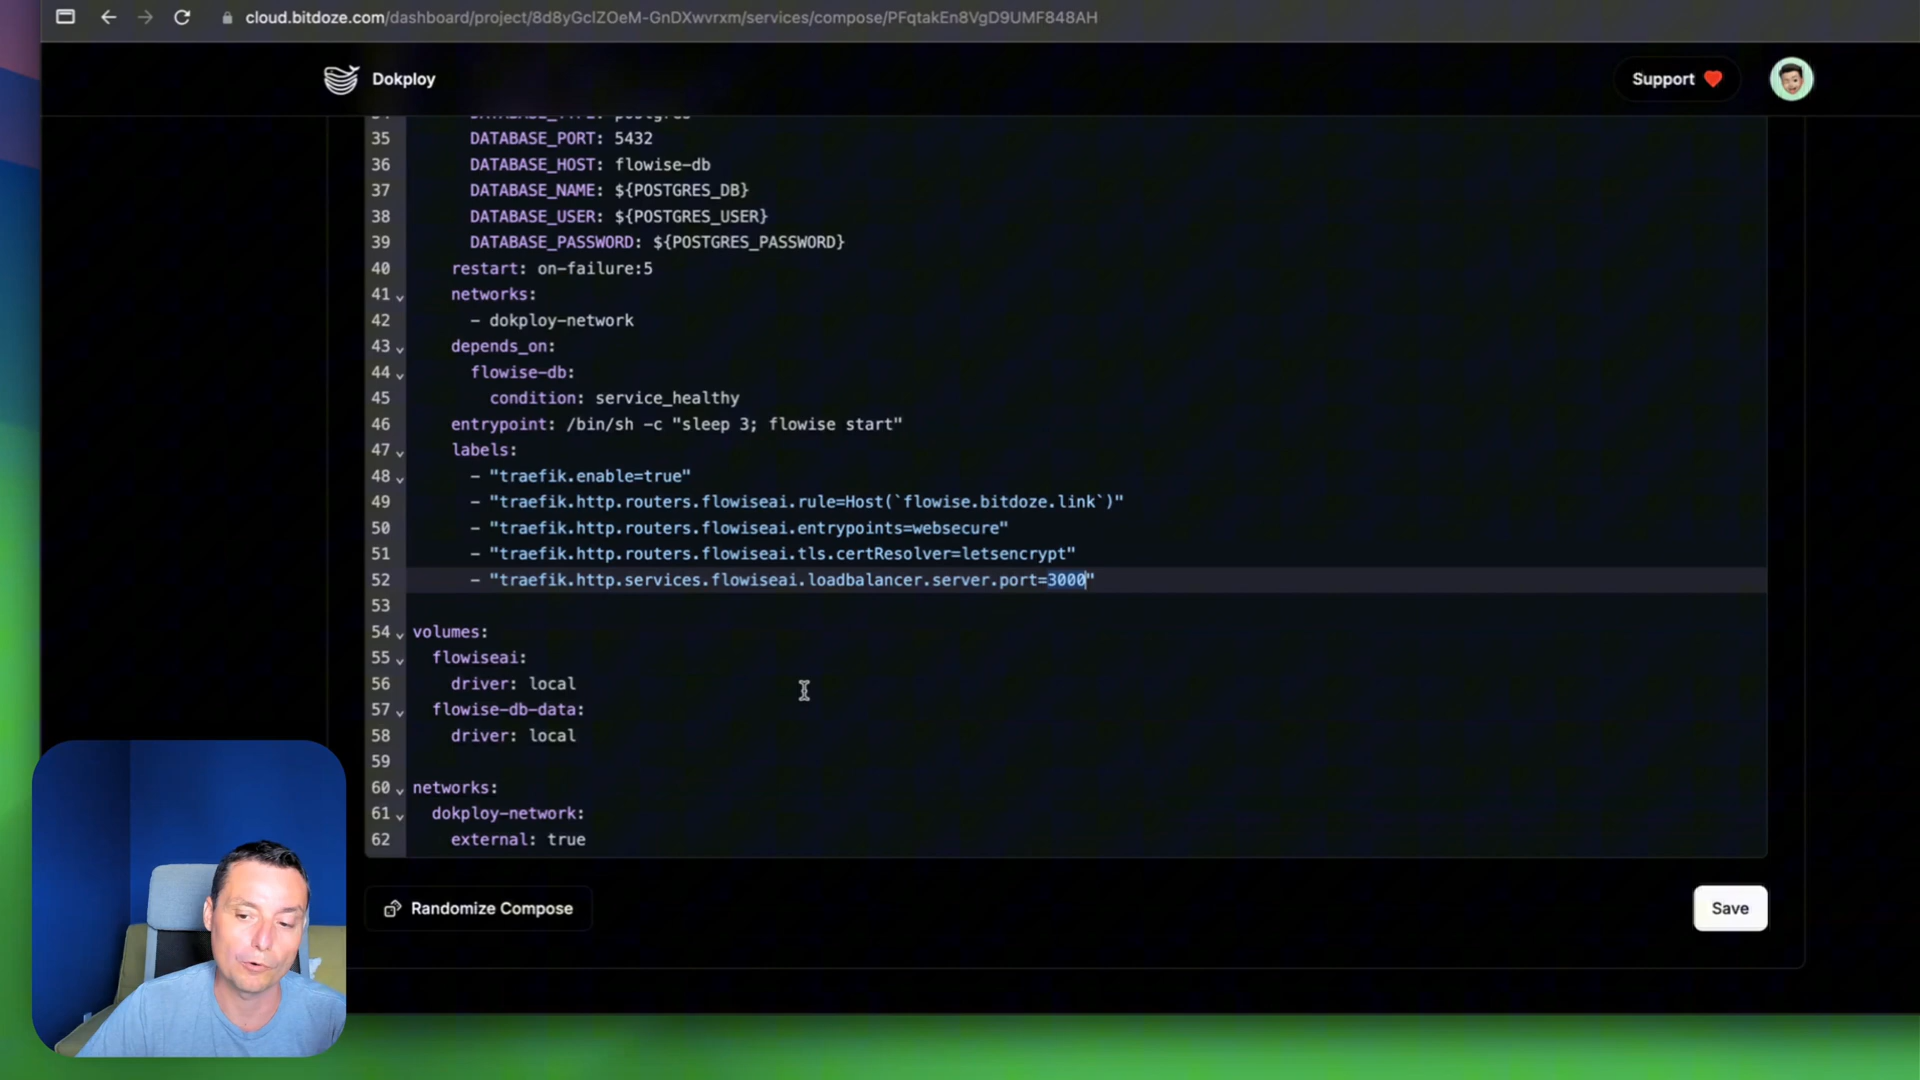 cloud.bitdoze.com/dashboard/project/8d8yGclZOeM-GnDXwvrxm/services/compose/PFqtakEn8VgD9UMF848AH
Dokploy
Support
34 DATABASE_TYPE: postgres
35 DATABASE_PORT: 5432
36 DATABASE_HOST: flowise-db
37 DATABASE_NAME: ${POSTGRES_DB}
38 DATABASE_USER: ${POSTGRES_USER}
39 DATABASE_PASSWORD: ${POSTGRES_PASSWORD}
40 restart: on-failure:5
41 networks:
42 - dokploy-network
43 depends_on:
44 flowise-db:
45 condition: service_healthy
46 entrypoint: /bin/sh -c "sleep 3; flowise start"
47 labels:
48 - "traefik.enable=true"
49 - "traefik.http.routers.flowiseai.rule=Host(`flowise.bitdoze.link`)"
50 - "traefik.http.routers.flowiseai.entrypoints=websecure"
51 - "traefik.http.routers.flowiseai.tls.certResolver=letsencrypt"
52 - "traefik.http.services.flowiseai.loadbalancer.server.port=3000"
53
54 volumes:
55 flowiseai:
56 driver: local
57 flowise-db-data:
58 driver: local
59
60 networks:
61 dokploy-network:
62 external: true
Randomize Compose
Save